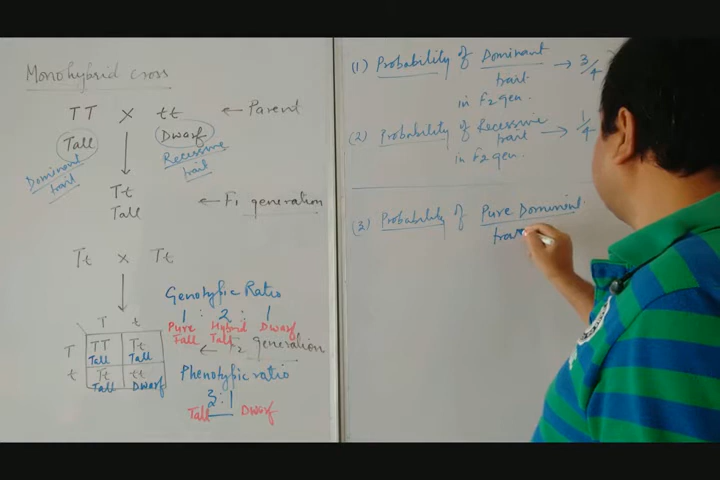 Monohybrid cross
TT X tt ← Parent
Tall Dwarf
Dominant trait
Recessive trait
Tt
Tall
← F1 generation
Tt x Tt
Genotypic Ratio
1 : 2 : 1
Pure Tall
Hybrid Tall
Dwarf
← F2 generation
T t
T TT Tall Tt Tall
t Tt Tall tt Dwarf
Phenotypic ratio
3:1
Tall Dwarf
(1) Probability of Dominant trait → 3/4
in F2 gen.
(2) Probability of Recessive trait → 1/4
in F2 gen.
(3) Probability of Pure Dominant